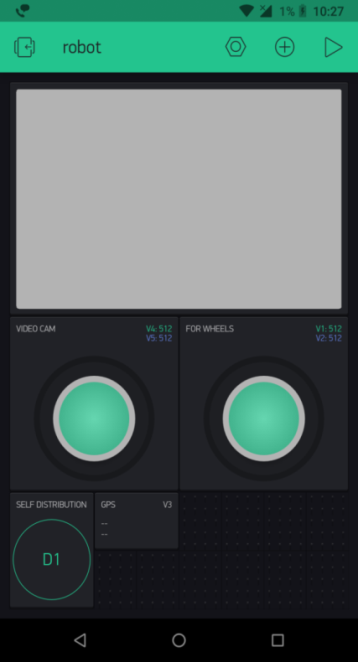 1% 10:27
robot
VIDEO CAM V4: 512
V5: 512
FOR WHEELS V1: 512
V2: 512
SELF DISTRIBUTION
D1
GPS V3
--
--